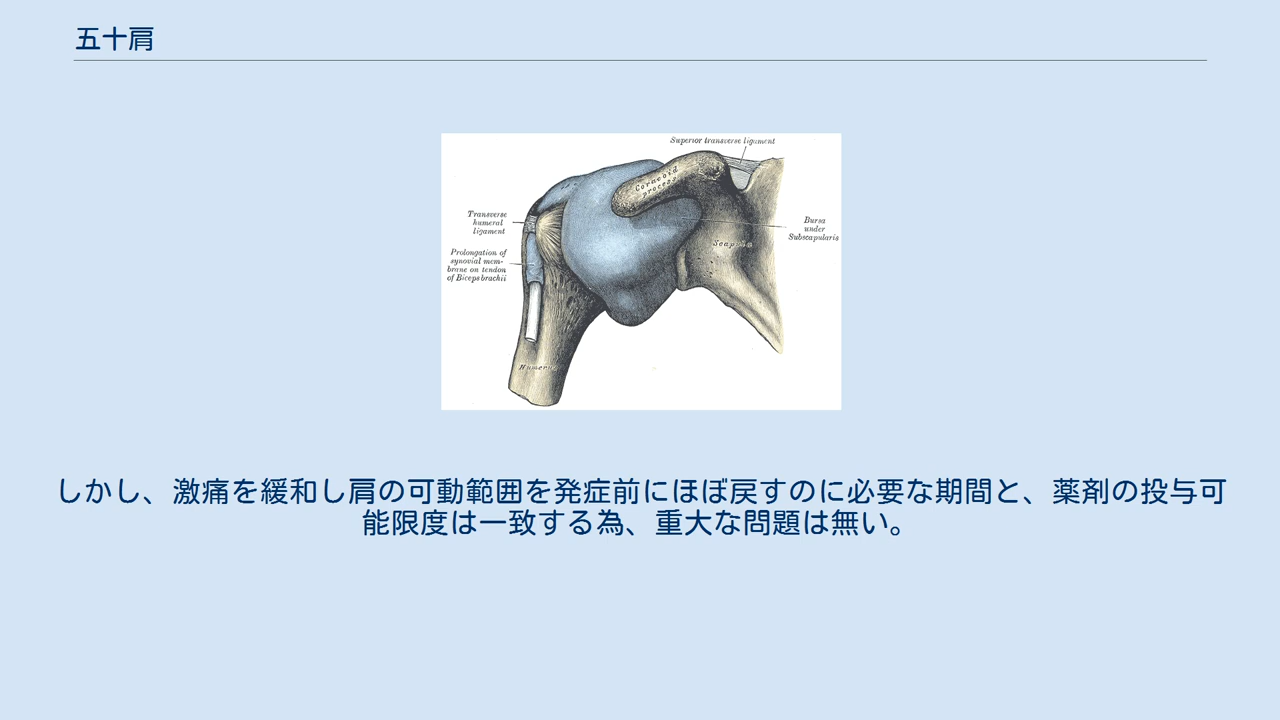 五十肩
Superior transverse ligament
Coracoid
process
Transverse
humeral
ligament
Bursa
under
Subscapularis
Scapula
Prolongation of
synovial mem-
brane on tendon
of Biceps brachii
Humerus
しかし、激痛を緩和し肩の可動範囲を発症前にほぼ戻すのに必要な期間と、薬剤の投与可
能限度は一致する為、重大な問題は無い。